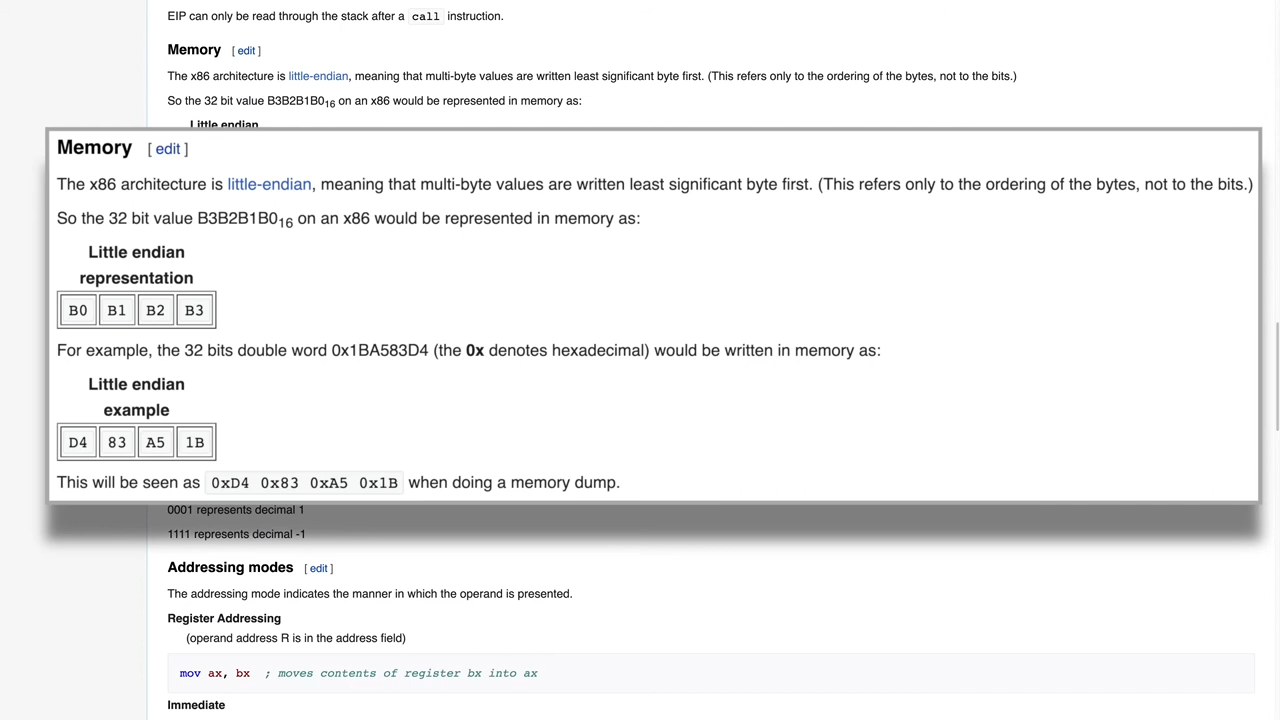 EIP can only be read through the stack after a call instruction.
Memory [ edit ]
The x86 architecture is little-endian, meaning that multi-byte values are written least significant byte first. (This refers only to the ordering of the bytes, not to the bits.)
So the 32 bit value B3B2B1B0₁₆ on an x86 would be represented in memory as:
Little endian
Memory [ edit ]
The x86 architecture is little-endian, meaning that multi-byte values are written least significant byte first. (This refers only to the ordering of the bytes, not to the bits.)
So the 32 bit value B3B2B1B0₁₆ on an x86 would be represented in memory as:
Little endian
representation
B0 B1 B2 B3
For example, the 32 bits double word 0x1BA583D4 (the 0x denotes hexadecimal) would be written in memory as:
Little endian
example
D4 83 A5 1B
This will be seen as 0xD4 0x83 0xA5 0x1B when doing a memory dump.
0001 represents decimal 1
1111 represents decimal -1
Addressing modes [ edit ]
The addressing mode indicates the manner in which the operand is presented.
Register Addressing
(operand address R is in the address field)
mov ax, bx ; moves contents of register bx into ax
Immediate